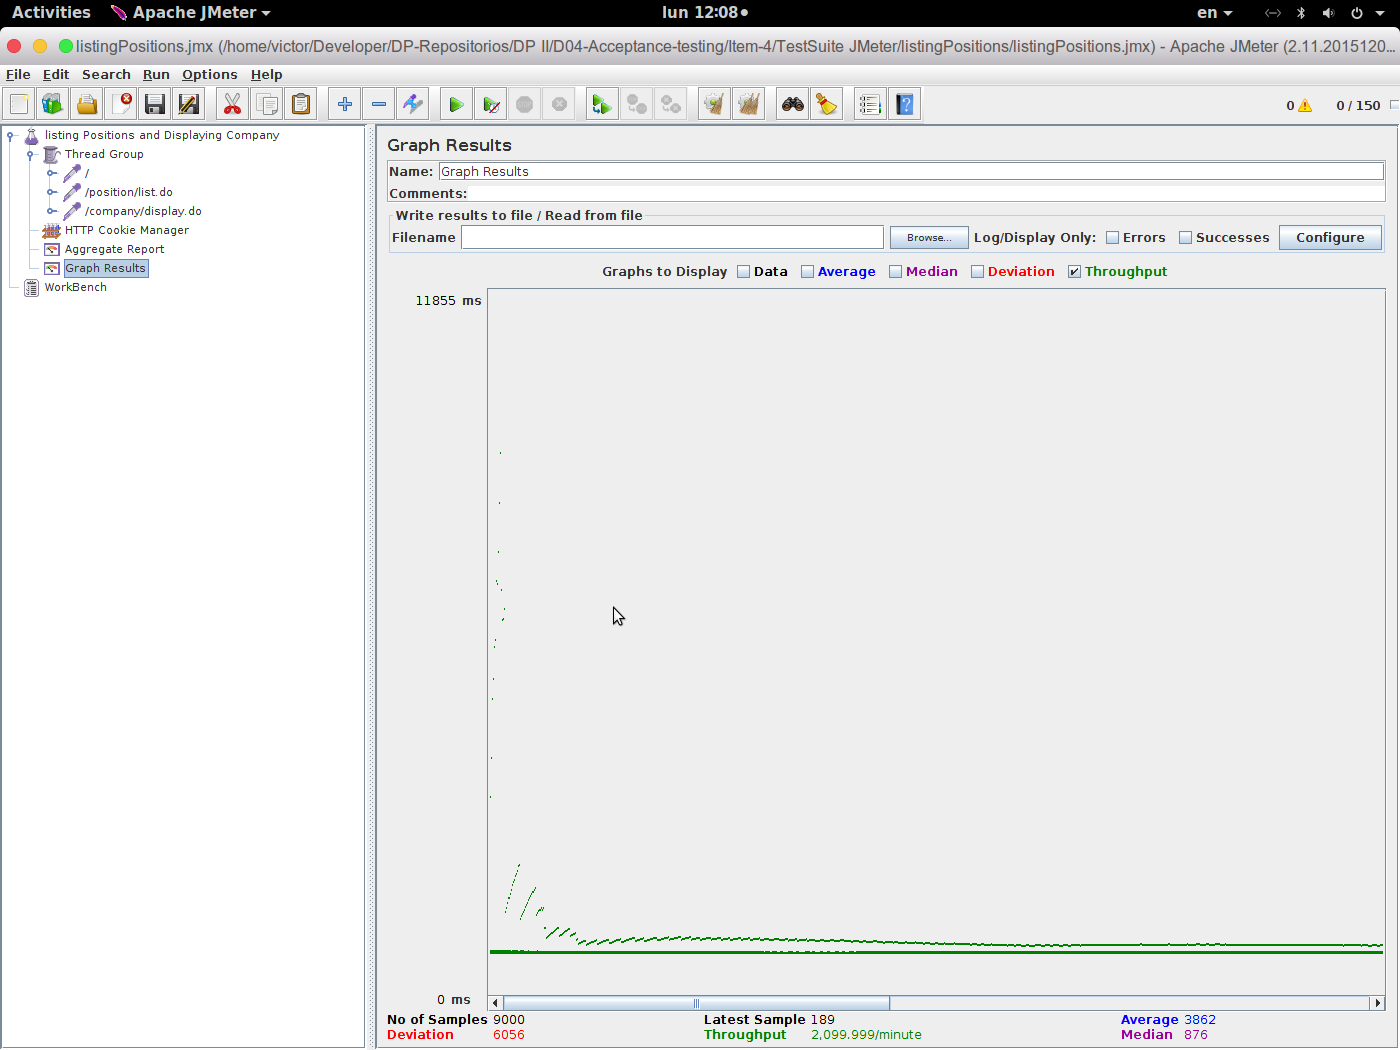 Activities Apache JMeter lun 12:08 en
listingPositions.jmx (/home/victor/Developer/DP-Repositorios/DP II/D04-Acceptance-testing/Item-4/TestSuite JMeter/listingPositions/listingPositions.jmx) - Apache JMeter (2.11.2015120...
File Edit Search Run Options Help
0 0 / 150
listing Positions and Displaying Company
Thread Group
/
/position/list.do
/company/display.do
HTTP Cookie Manager
Aggregate Report
Graph Results
WorkBench
Graph Results
Name: Graph Results
Comments:
Write results to file / Read from file
Filename Browse... Log/Display Only: Errors Successes Configure
Graphs to Display Data Average Median Deviation Throughput
11855 ms
0 ms
No of Samples 9000 Latest Sample 189 Average 3862
Deviation 6056 Throughput 2,099.999/minute Median 876